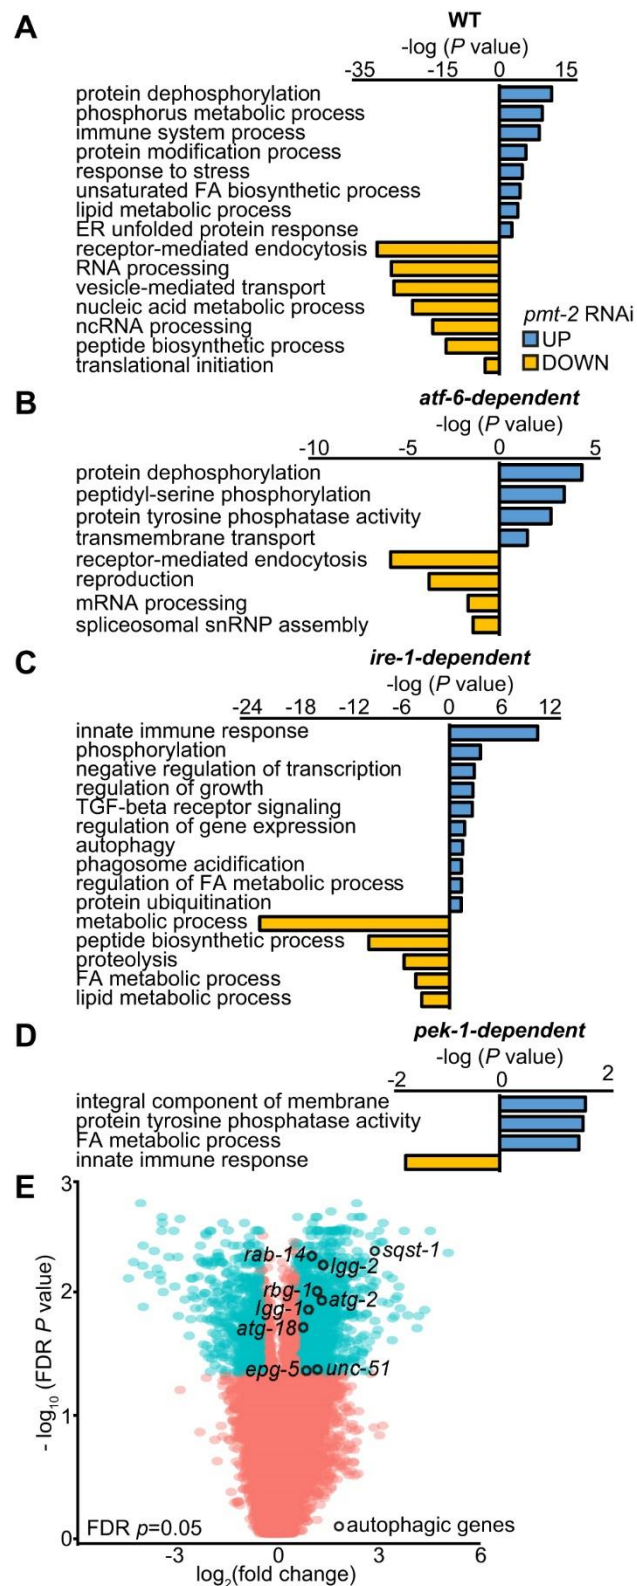 A
WT
-log (P value)
-35 -15 0 15
protein dephosphorylation
phosphorus metabolic process
immune system process
protein modification process
response to stress
unsaturated FA biosynthetic process
lipid metabolic process
ER unfolded protein response
receptor-mediated endocytosis
RNA processing
vesicle-mediated transport
nucleic acid metabolic process
pmt-2 RNAi
ncRNA processing
UP
peptide biosynthetic process
DOWN
translational initiation
B
atf-6-dependent
-log (P value)
-10 -5 0 5
protein dephosphorylation
peptidyl-serine phosphorylation
protein tyrosine phosphatase activity
transmembrane transport
receptor-mediated endocytosis
reproduction
mRNA processing
spliceosomal snRNP assembly
C
ire-1-dependent
-log (P value)
-24 -18 -12 -6 0 6 12
innate immune response
phosphorylation
negative regulation of transcription
regulation of growth
TGF-beta receptor signaling
regulation of gene expression
autophagy
phagosome acidification
regulation of FA metabolic process
protein ubiquitination
metabolic process
peptide biosynthetic process
proteolysis
FA metabolic process
lipid metabolic process
D
pek-1-dependent
-log (P value)
-2 0 2
integral component of membrane
protein tyrosine phosphatase activity
FA metabolic process
innate immune response
E
3
rab-14 sqst-1
lgg-2
2
rbg-1
atg-2
lgg-1
atg-18
epg-5 unc-51
- log10 (FDR P value)
1
FDR p=0.05
autophagic genes
0
-3 0 3 6
log2(fold change)